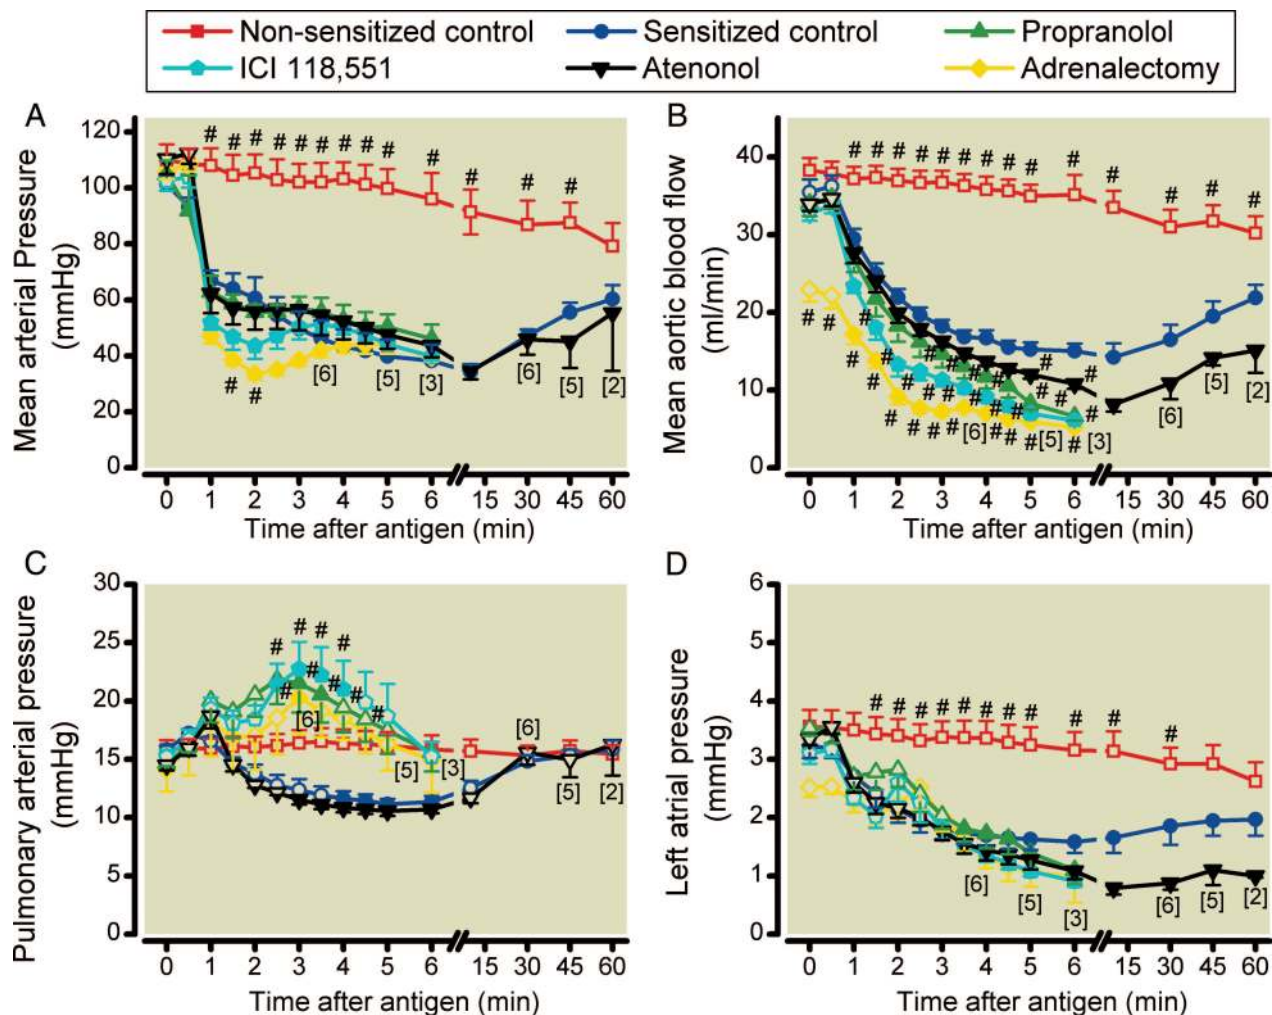 Non-sensitized control Sensitized control Propranolol
ICI 118,551 Atenonol Adrenalectomy
A
Mean arterial Pressure
(mmHg)
120
100
80
60
40
20
0
# # # # # # # # # # # # #
# #
[6] [5] [3] [6] [5] [2]
0 1 2 3 4 5 6 15 30 45 60
Time after antigen (min)
B
Mean aortic blood flow
(ml/min)
40
30
20
10
0
# # # # # # # # # # # # # # #
[6] [5] [3] [6] [5] [2]
0 1 2 3 4 5 6 15 30 45 60
Time after antigen (min)
C
Pulmonary arterial pressure
(mmHg)
30
25
20
15
10
5
0
# # # #
# # # # #
[6] [5] [3] [6] [5] [2]
0 1 2 3 4 5 6 15 30 45 60
Time after antigen (min)
D
Left atrial pressure
(mmHg)
6
5
4
3
2
1
0
# # # # # # # # # # #
[6] [5] [3] [6] [5] [2]
0 1 2 3 4 5 6 15 30 45 60
Time after antigen (min)